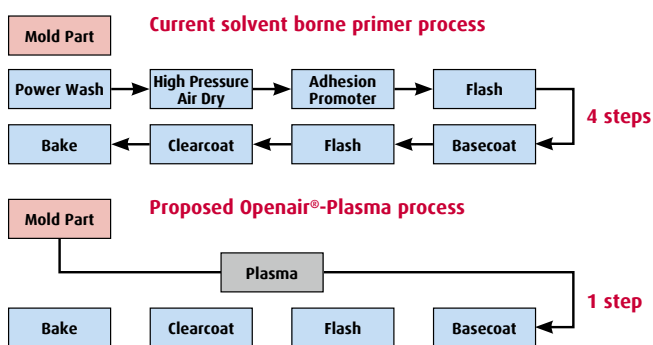 Current solvent borne primer process
Mold Part
Power Wash
High Pressure
Air Dry
Adhesion
Promoter
Flash
4 steps
Bake
Clearcoat
Flash
Basecoat
Proposed Openair®-Plasma process
Mold Part
Plasma
1 step
Bake
Clearcoat
Flash
Basecoat